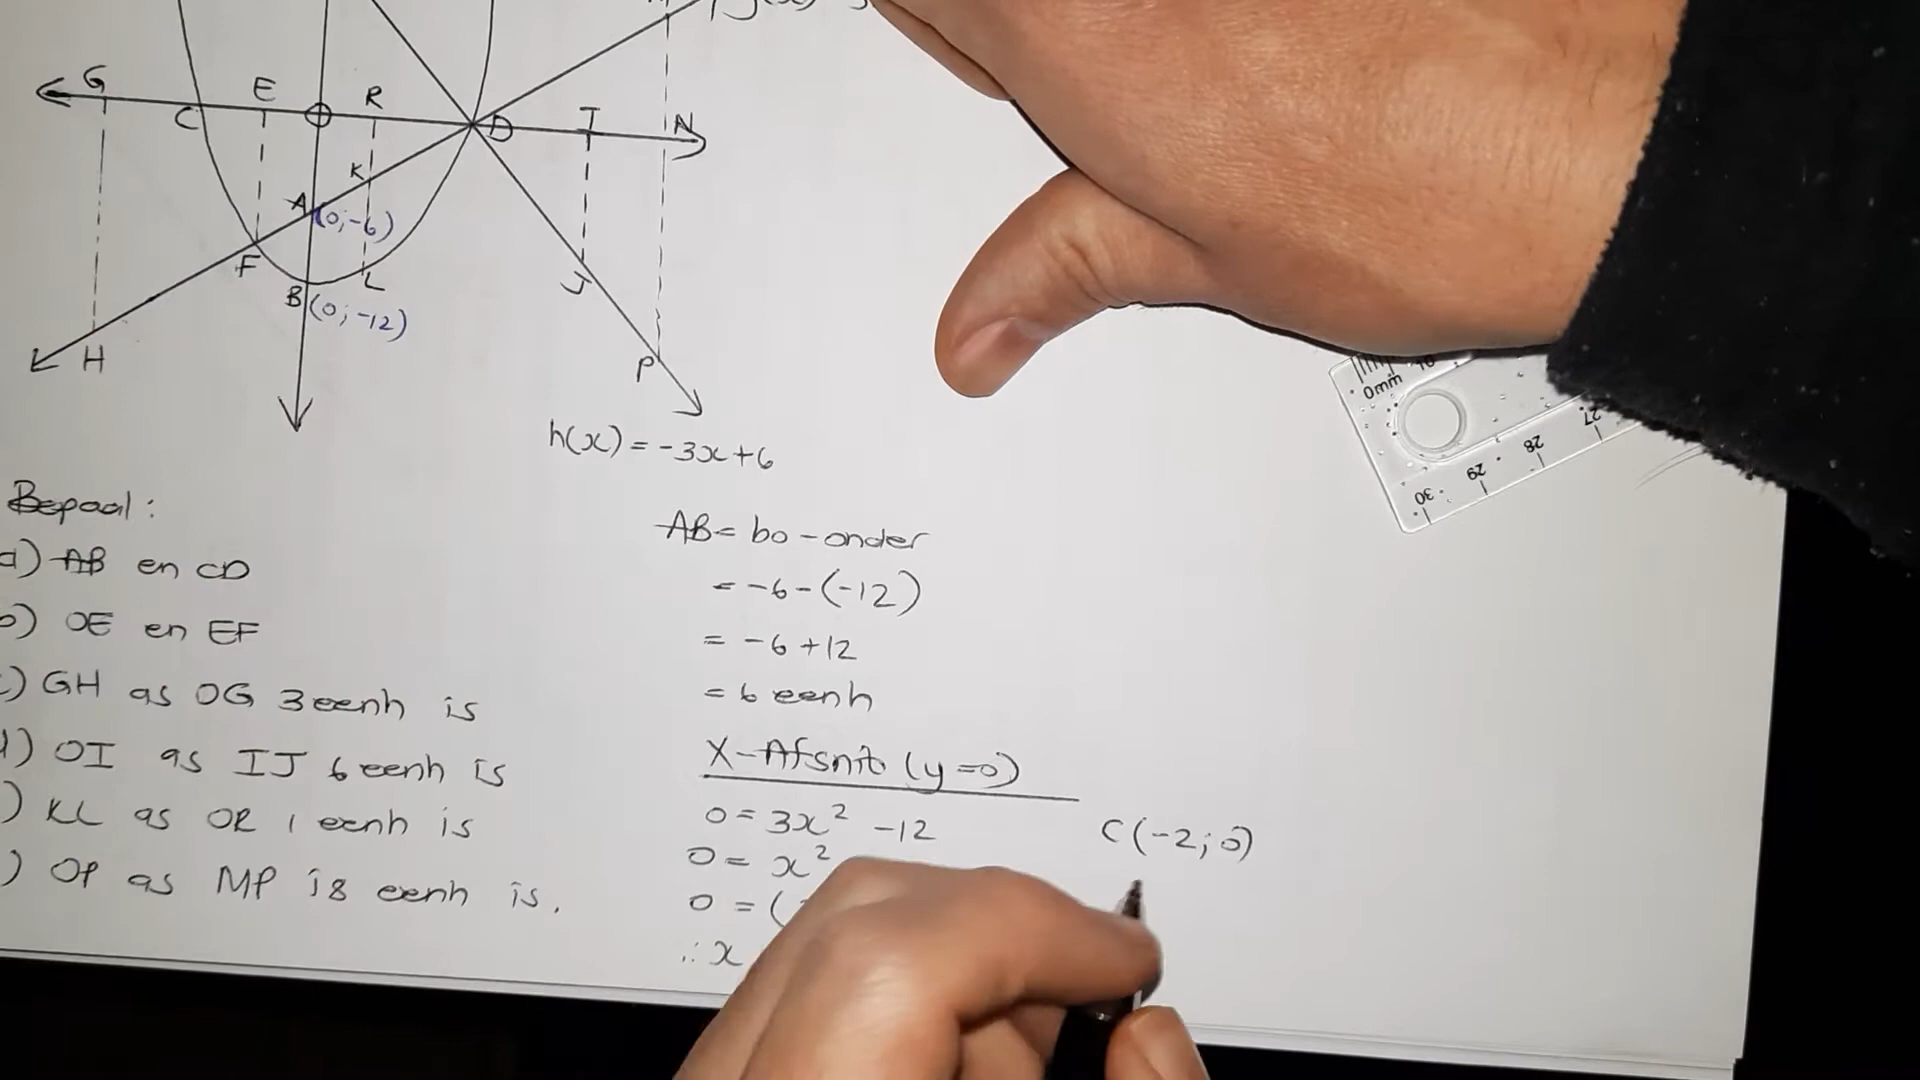 G
E
R
C
D
T
N
K
A
(0;-6)
F
L
B
(0;-12)
J
H
P
h(x) = -3x+6
Bepaal:
a) AB en CD
b) OE en EF
c) GH as OG 3 eenh is
d) OI as IJ 6 eenh is
) KL as OR 1 eenh is
) OP as MP 18 eenh is.
AB = bo - onder
= -6-(-12)
= -6+12
= 6 eenh
X-Afsnit (y=0)
0 = 3x² -12
0 = x²
0 = (
∴ x
C(-2;0)
0mm 10
27
28
29
30